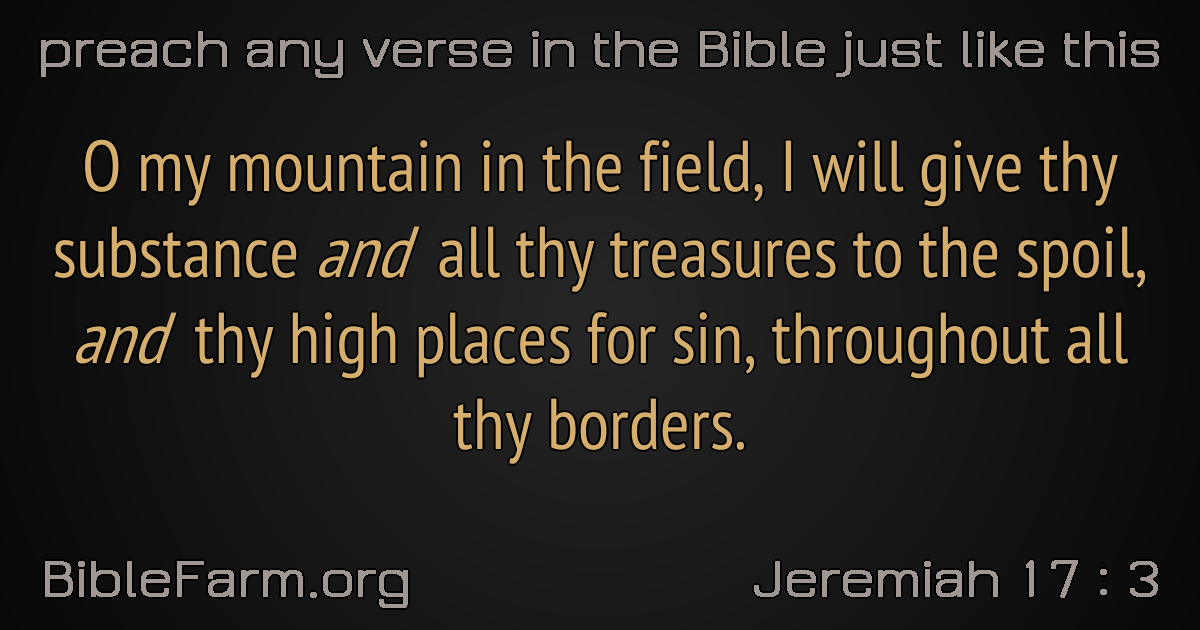 preach any verse in the Bible just like this
O my mountain in the field, I will give thy
substance and all thy treasures to the spoil,
and thy high places for sin, throughout all
thy borders.
BibleFarm.org
Jeremiah 17 : 3